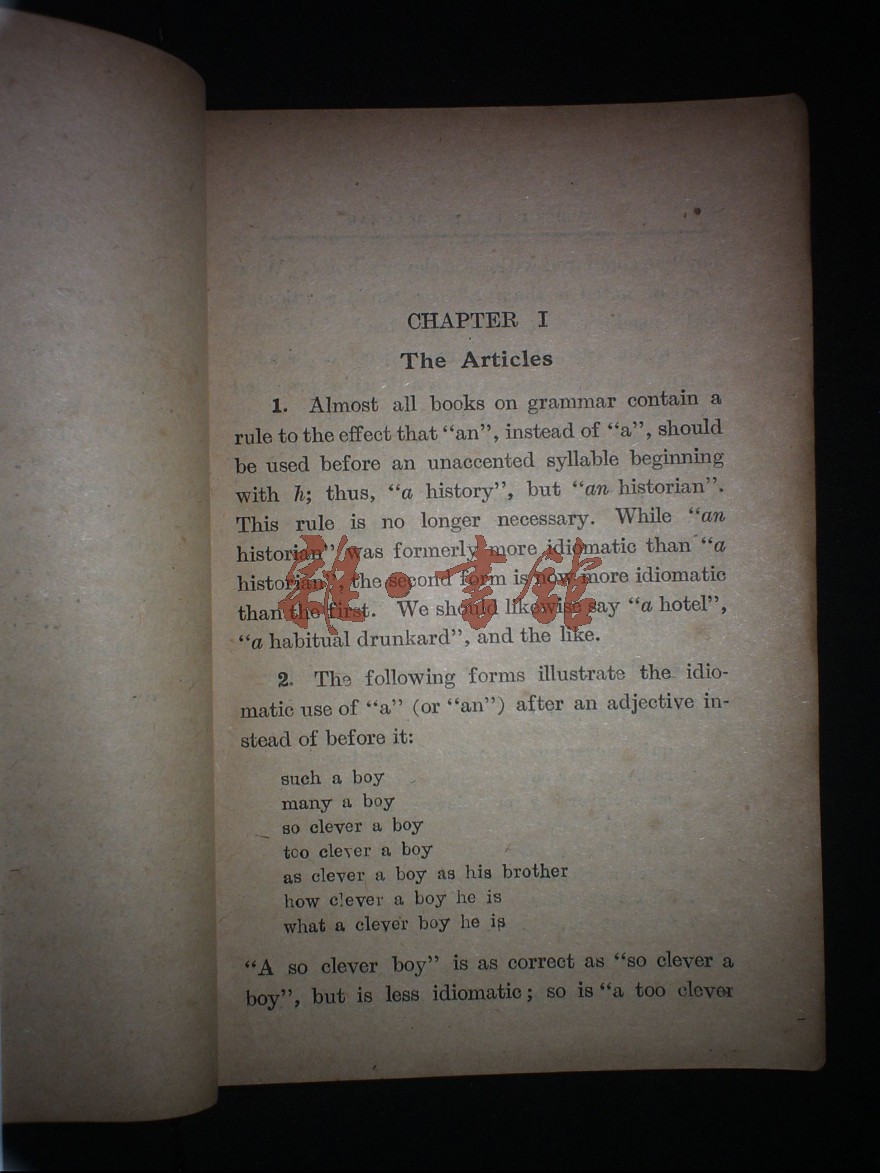 CHAPTER I
The Articles
1. Almost all books on grammar contain a
rule to the effect that “an”, instead of “a”, should
be used before an unaccented syllable beginning
with h; thus, “a history”, but “an historian”.
This rule is no longer necessary. While “an
historian” was formerly more idiomatic than “a
historian”, the second form is now more idiomatic
than the first. We should likewise say “a hotel”,
“a habitual drunkard”, and the like.
雜·書館
2. The following forms illustrate the idio-
matic use of “a” (or “an”) after an adjective in-
stead of before it:
such a boy
many a boy
so clever a boy
too clever a boy
as clever a boy as his brother
how clever a boy he is
what a clever boy he is
“A so clever boy” is as correct as “so clever a
boy”, but is less idiomatic; so is “a too clever